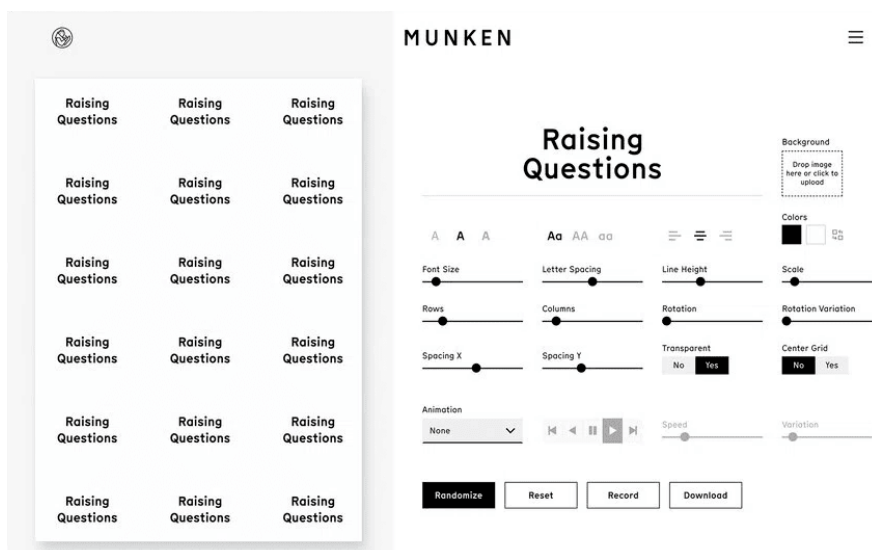 Raising Raising Raising
Questions Questions Questions
Raising Raising Raising
Questions Questions Questions
Raising Raising Raising
Questions Questions Questions
Raising Raising Raising
Questions Questions Questions
Raising Raising Raising
Questions Questions Questions
Raising Raising Raising
Questions Questions Questions
MUNKEN
Raising
Questions
Background
Drop image
here or click to
upload
Colors
A A A Aa AA aa
Font Size Letter Spacing Line Height Scale
Rows Columns Rotation Rotation Variation
Spacing X Spacing Y Transparent Center Grid
No Yes No Yes
Animation Speed Variation
None
Randomize Reset Record Download